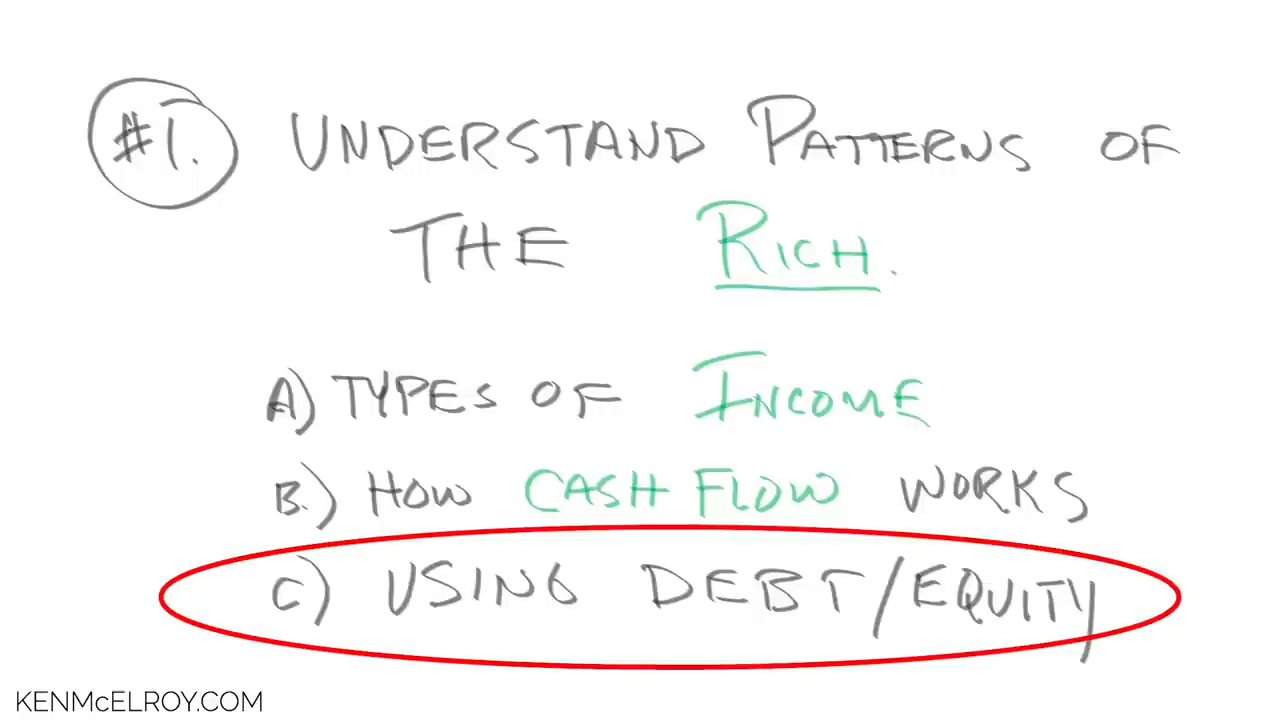 #1. UNDERSTAND PATTERNS OF
THE RICH.
A) TYPES OF INCOME
B.) HOW CASH FLOW WORKS
C) USING DEBT/EQUITY
KENMcELROY.COM